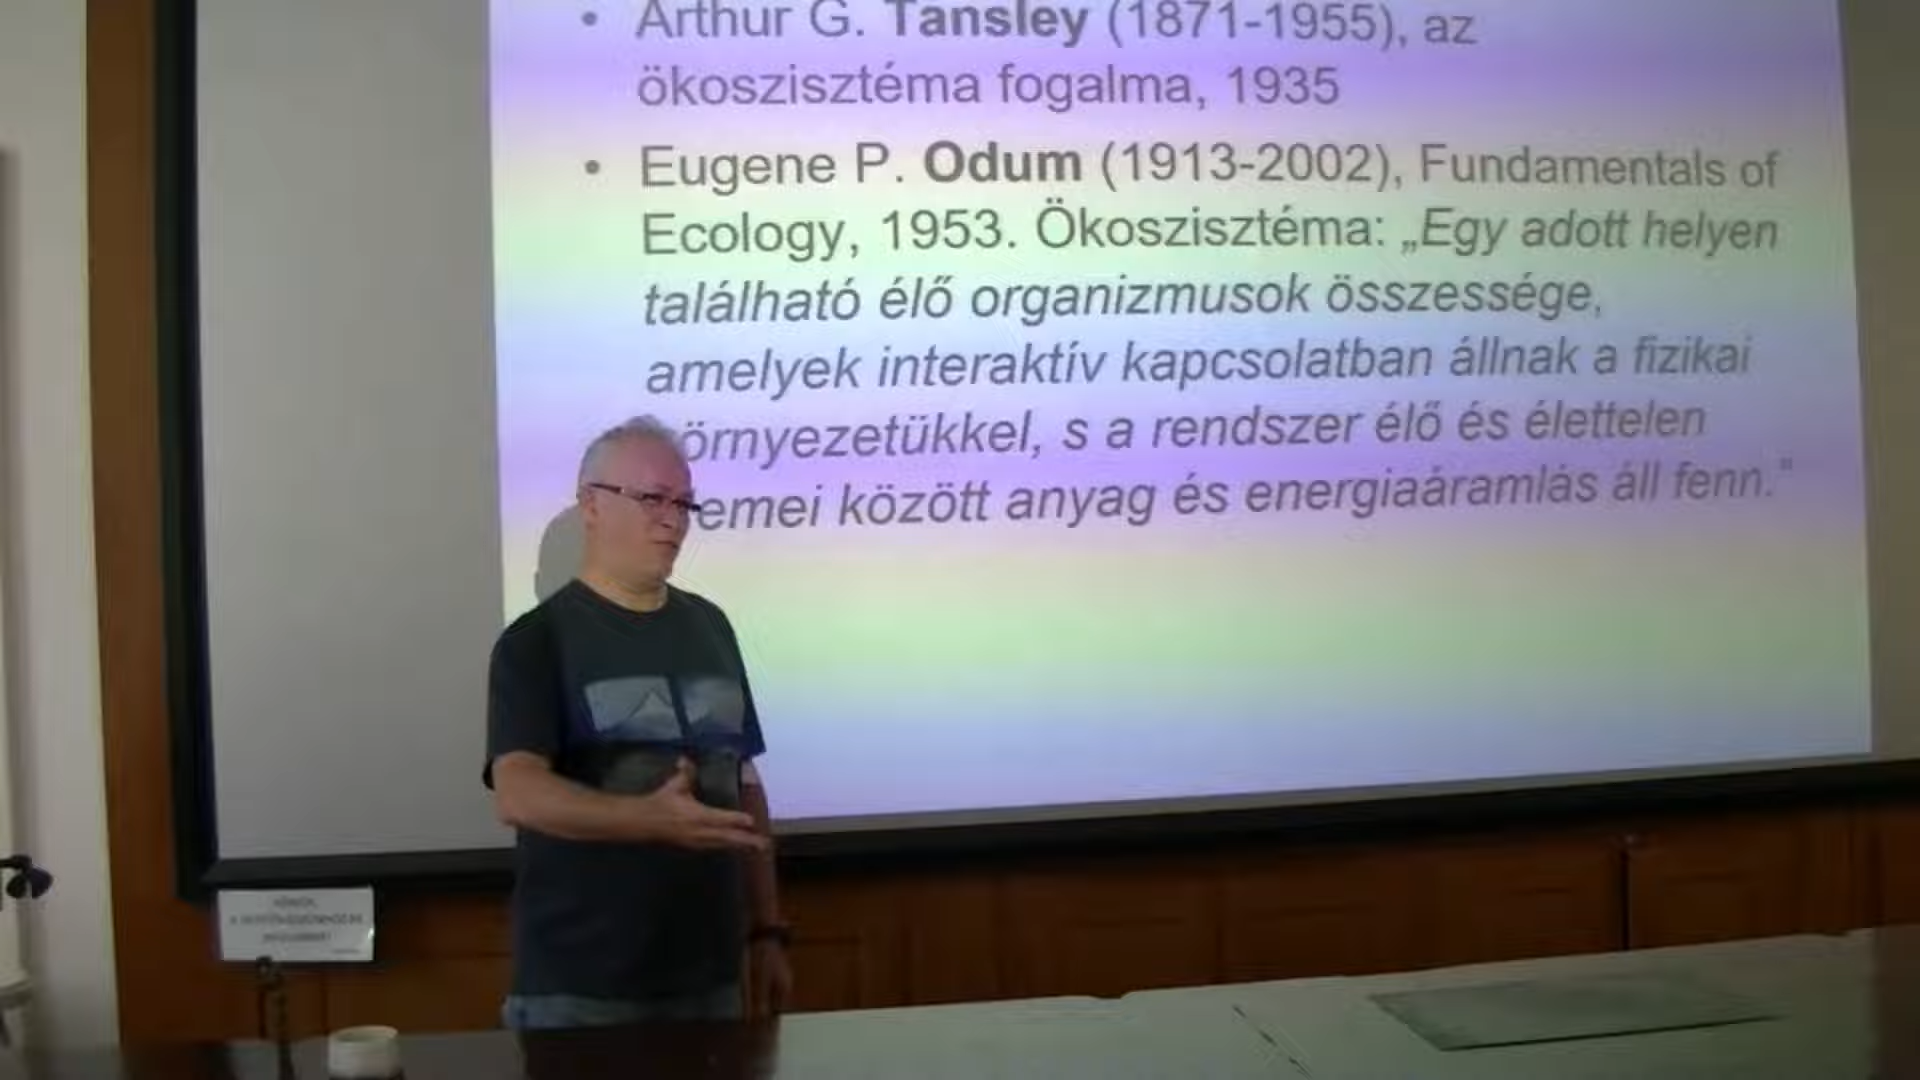 • Arthur G. Tansley (1871-1955), az
ökoszisztéma fogalma, 1935
• Eugene P. Odum (1913-2002), Fundamentals of
Ecology, 1953. Ökoszisztéma: „Egy adott helyen
található élő organizmusok összessége,
amelyek interaktív kapcsolatban állnak a fizikai
örnyezetükkel, s a rendszer élő és élettelen
emei között anyag és energiaáramlás áll fenn.”